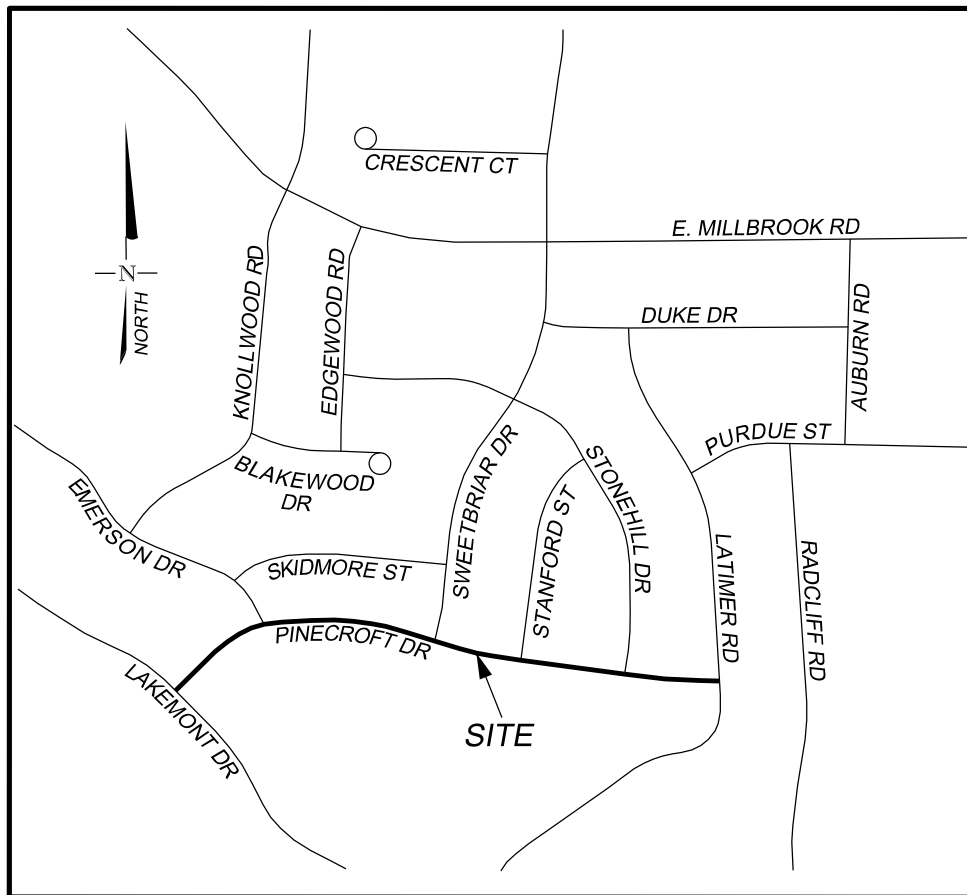 CRESCENT CT
E. MILLBROOK RD
N
NORTH
KNOLLWOOD RD
EDGEWOOD RD
DUKE DR
AUBURN RD
PURDUE ST
BLAKEWOOD
DR
SWEETBRIAR DR
STONEHILL DR
EMERSON DR
SKIDMORE ST
STANFORD ST
LATIMER RD
RADCLIFF RD
PINECROFT DR
LAKEMONT DR
SITE